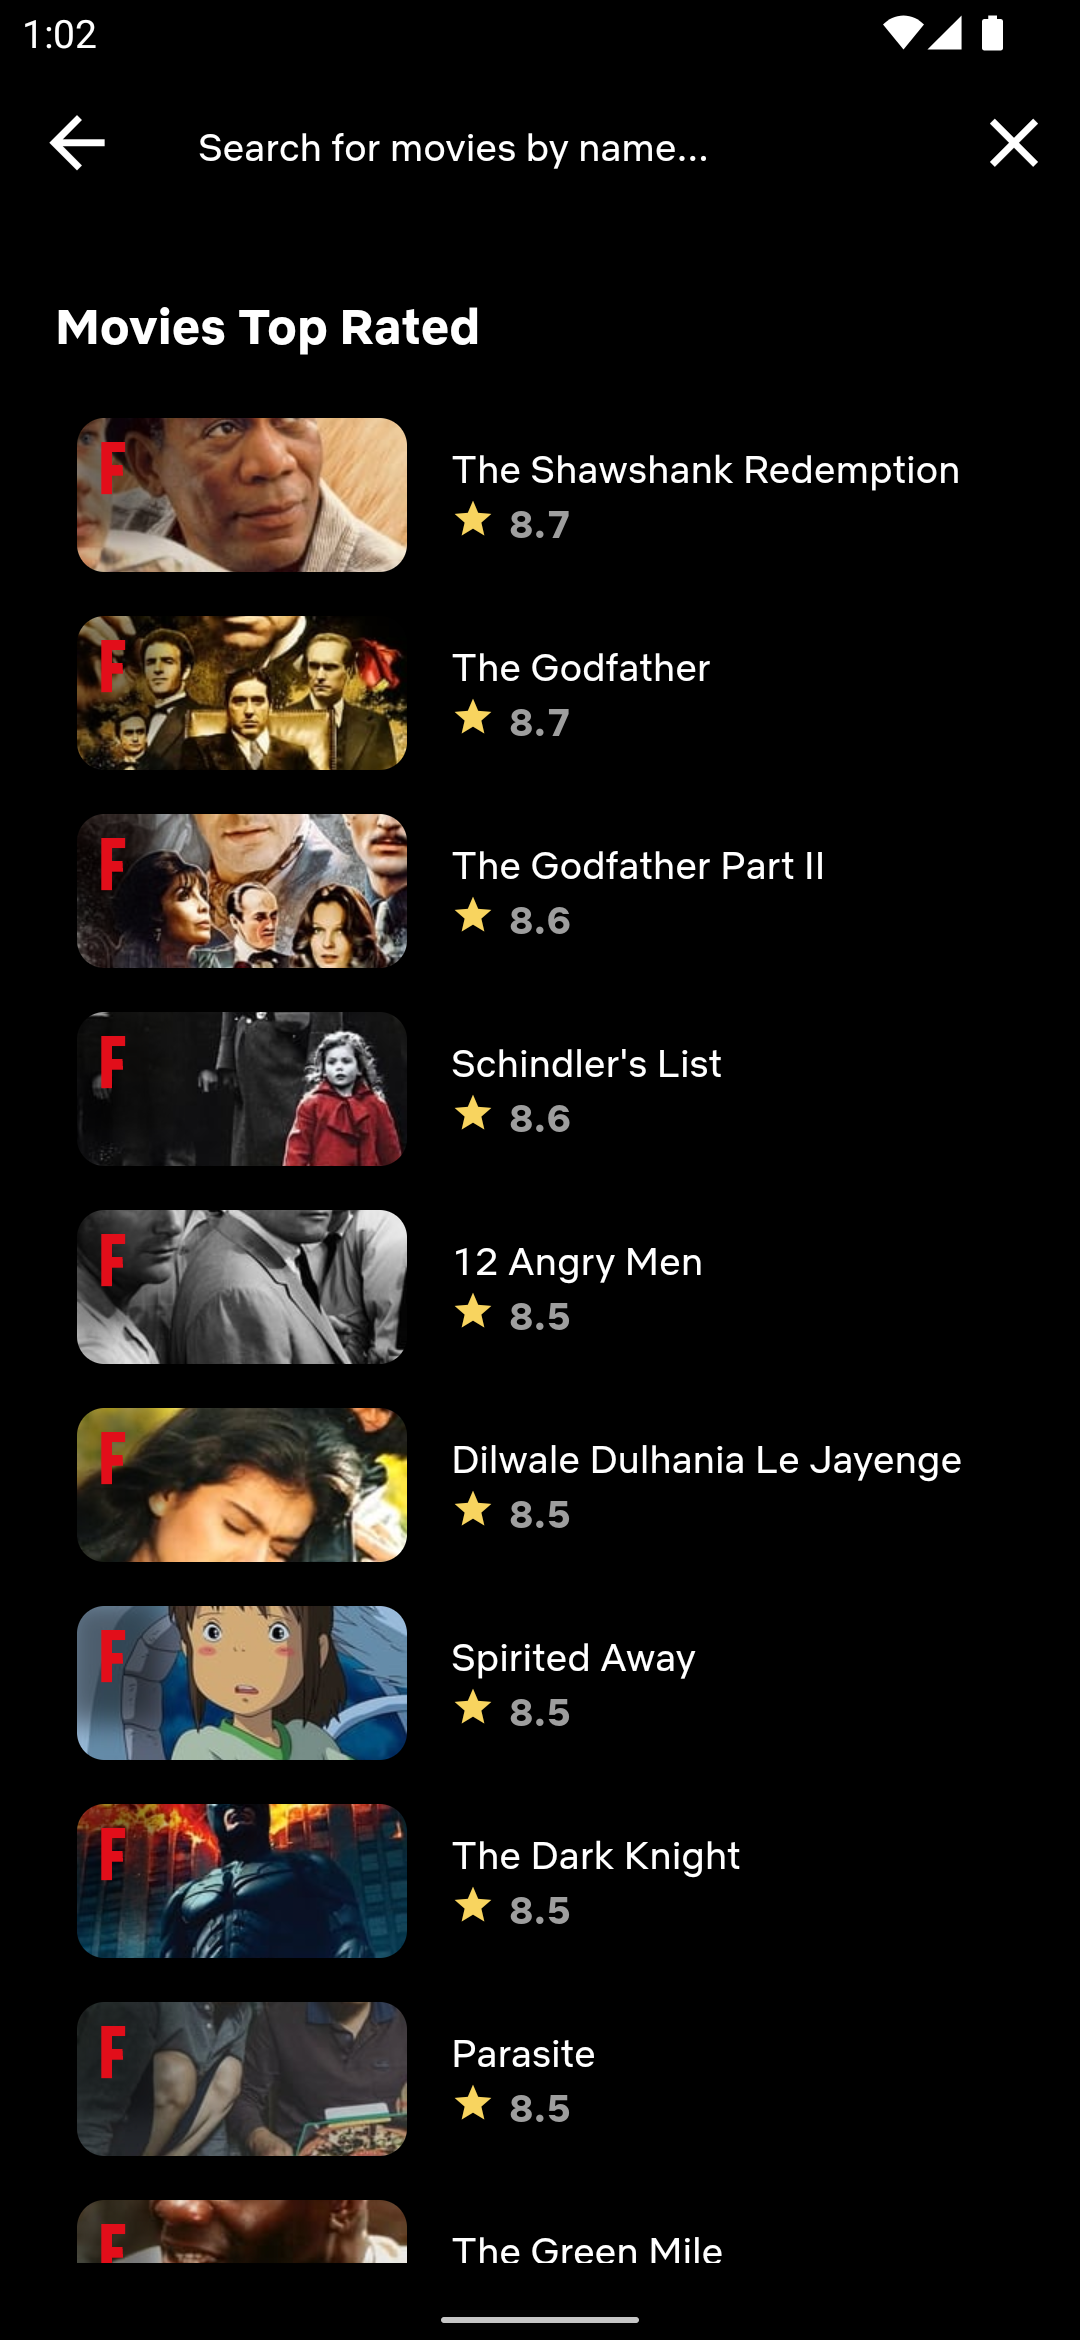 1:02
Search for movies by name...
Movies Top Rated
F
The Shawshank Redemption
8.7
F
The Godfather
8.7
F
The Godfather Part II
8.6
F
Schindler's List
8.6
F
12 Angry Men
8.5
F
Dilwale Dulhania Le Jayenge
8.5
F
Spirited Away
8.5
F
The Dark Knight
8.5
F
Parasite
8.5
F
The Green Mile